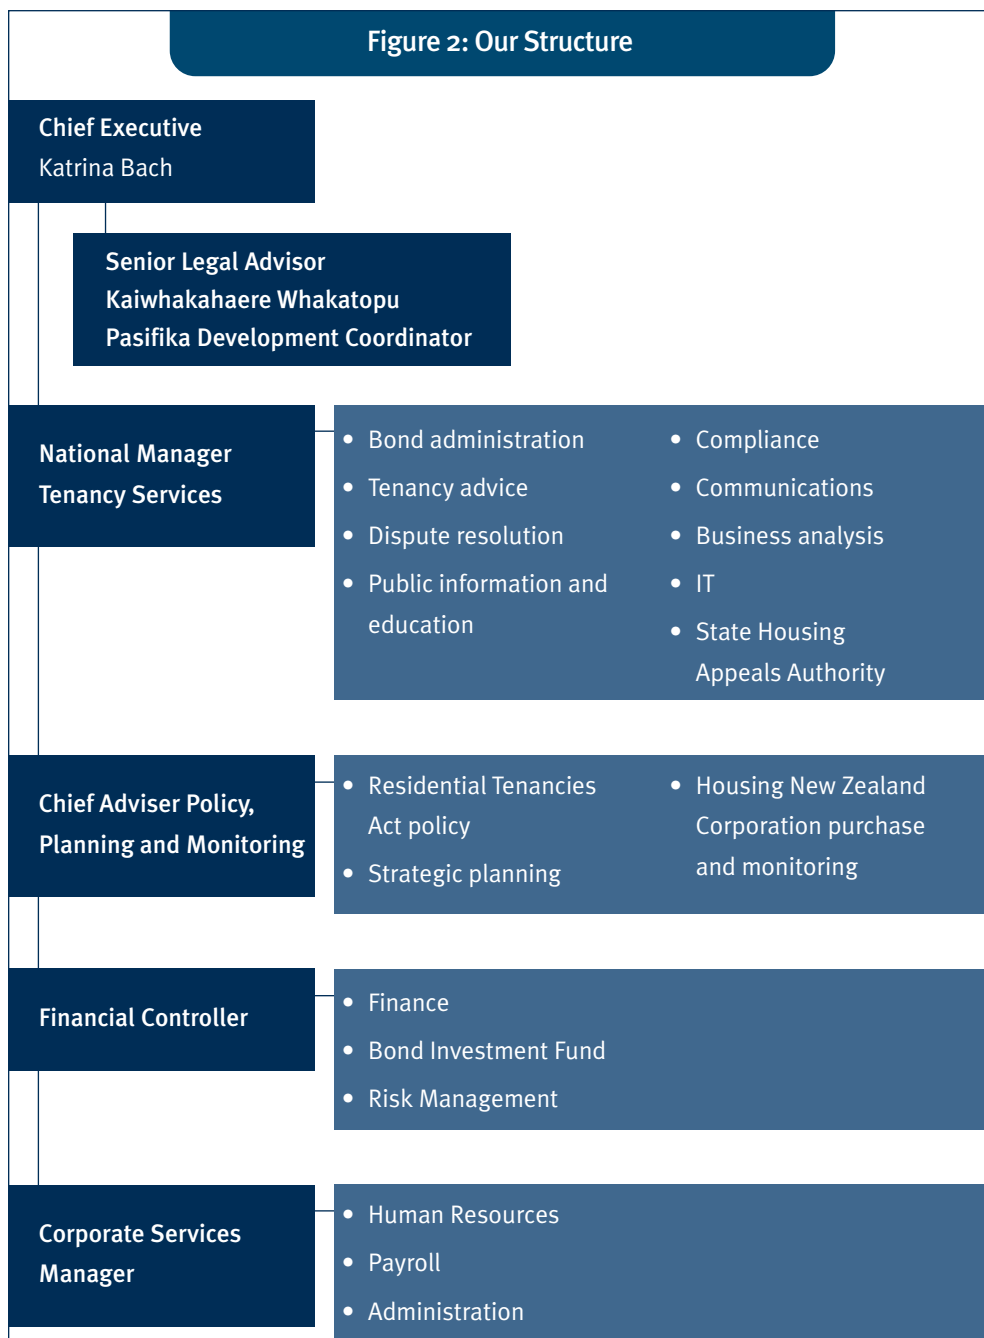 Figure 2: Our Structure
Chief Executive
Katrina Bach
Senior Legal Advisor
Kaiwhakahaere Whakatopu
Pasifika Development Coordinator
National Manager
Tenancy Services
• Bond administration
• Tenancy advice
• Dispute resolution
• Public information and
education
• Compliance
• Communications
• Business analysis
• IT
• State Housing
Appeals Authority
Chief Adviser Policy,
Planning and Monitoring
• Residential Tenancies
Act policy
• Strategic planning
• Housing New Zealand
Corporation purchase
and monitoring
Financial Controller
• Finance
• Bond Investment Fund
• Risk Management
Corporate Services
Manager
• Human Resources
• Payroll
• Administration